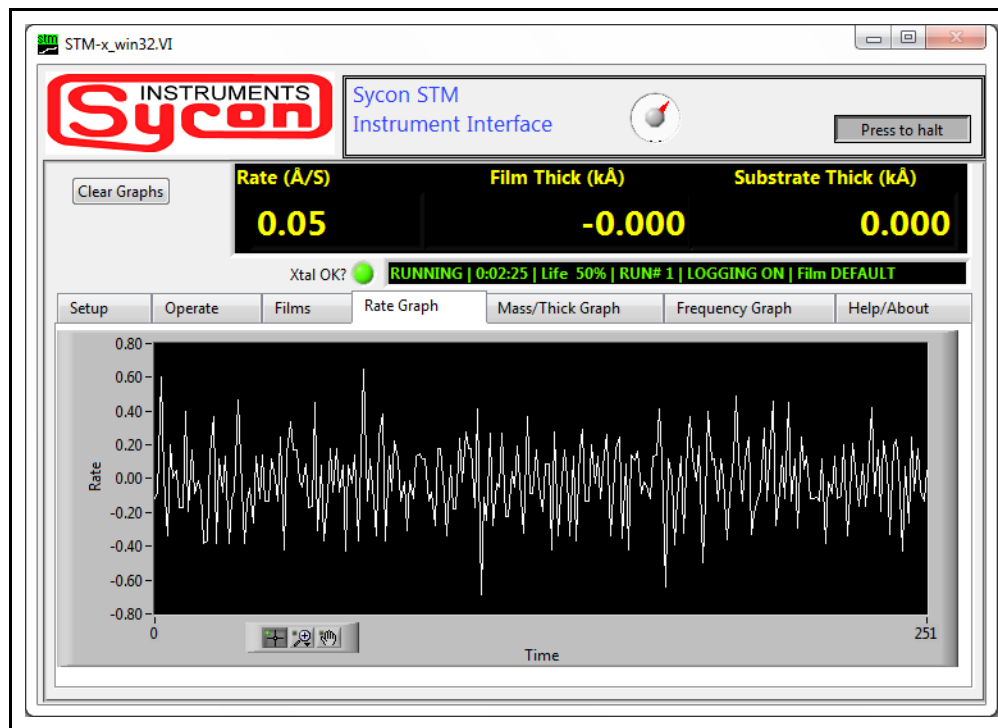 stm
STM-x_win32.VI
INSTRUMENTS
Sycon
Sycon STM
Instrument Interface
Press to halt
Clear Graphs
Rate (Å/S)
Film Thick (kÅ)
Substrate Thick (kÅ)
0.05
-0.000
0.000
Xtal OK?
RUNNING | 0:02:25 | Life 50% | RUN# 1 | LOGGING ON | Film DEFAULT
Setup
Operate
Films
Rate Graph
Mass/Thick Graph
Frequency Graph
Help/About
0.80
0.60
0.40
0.20
0.00
-0.20
-0.40
-0.60
-0.80
Rate
0
251
Time